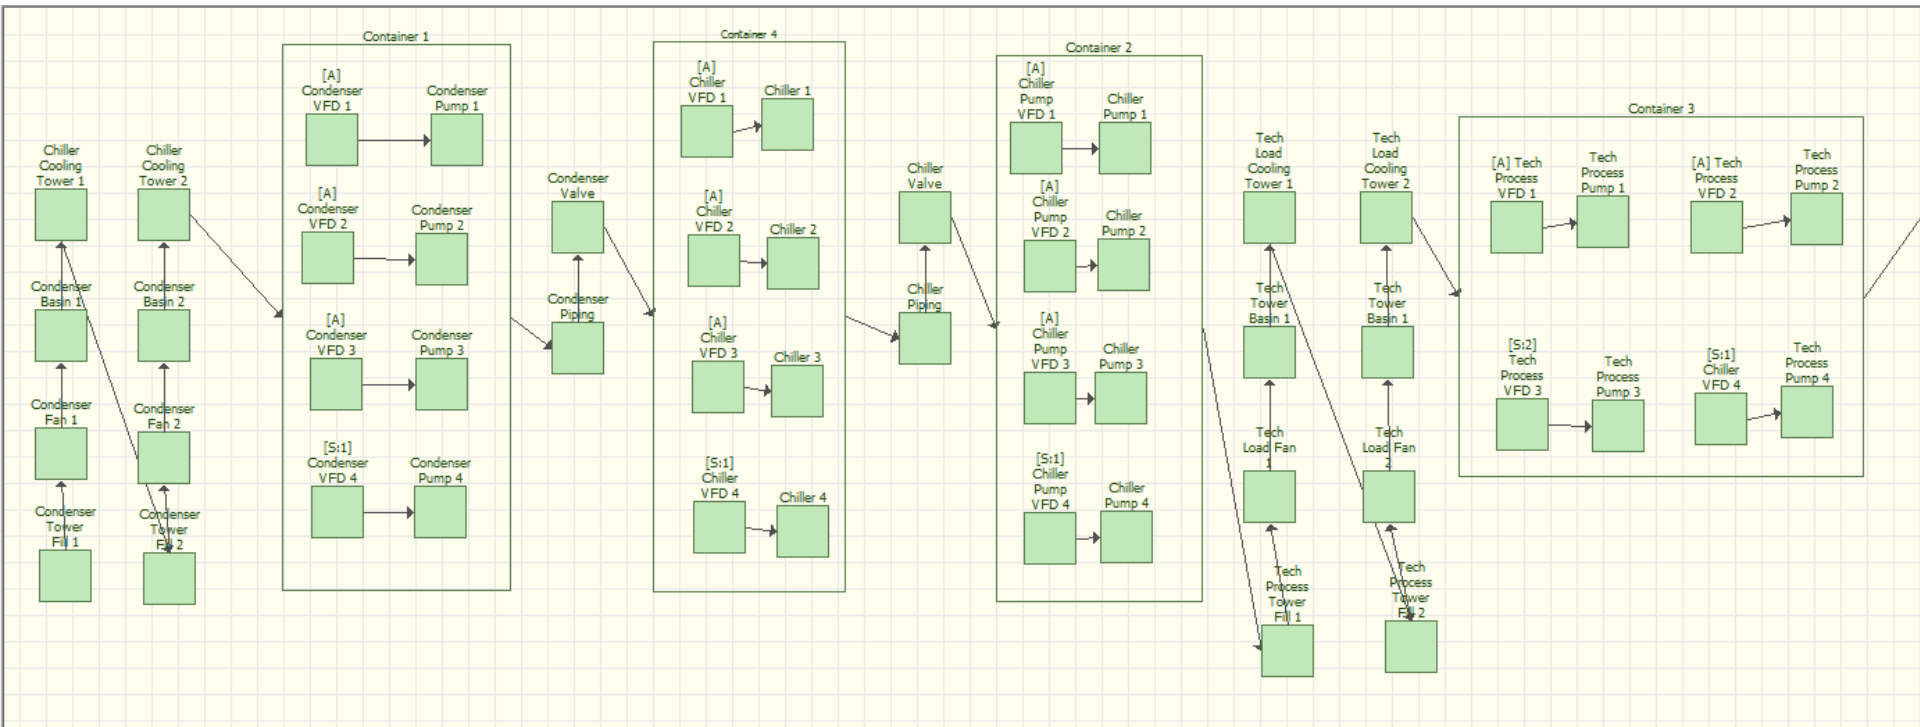 Chiller
Cooling
Tower 1
Chiller
Cooling
Tower 2
Condenser
Basin 1
Condenser
Basin 2
Condenser
Fan 1
Condenser
Fan 2
Condenser
Tower
Fill 1
Condenser
Tower
Fill 2
Container 1
[A]
Condenser
VFD 1
Condenser
Pump 1
[A]
Condenser
VFD 2
Condenser
Pump 2
[A]
Condenser
VFD 3
Condenser
Pump 3
[S:1]
Condenser
VFD 4
Condenser
Pump 4
Condenser
Valve
Condenser
Piping
Container 4
[A]
Chiller
VFD 1
Chiller 1
[A]
Chiller
VFD 2
Chiller 2
[A]
Chiller
VFD 3
Chiller 3
[S:1]
Chiller
VFD 4
Chiller 4
Chiller
Valve
Chiller
Piping
Container 2
[A]
Chiller
Pump
VFD 1
Chiller
Pump 1
[A]
Chiller
Pump
VFD 2
Chiller
Pump 2
[A]
Chiller
Pump
VFD 3
Chiller
Pump 3
[S:1]
Chiller
Pump
VFD 4
Chiller
Pump 4
Tech
Load
Cooling
Tower 1
Tech
Load
Cooling
Tower 2
Tech
Tower
Basin 1
Tech
Tower
Basin 1
Tech
Load Fan
1
Tech
Load Fan
2
Tech
Process
Tower
Fill 1
Tech
Process
Tower
Fill 2
Container 3
[A] Tech
Process
VFD 1
Tech
Process
Pump 1
[A] Tech
Process
VFD 2
Tech
Process
Pump 2
[S:2]
Tech
Process
VFD 3
Tech
Process
Pump 3
[S:1]
Chiller
VFD 4
Tech
Process
Pump 4